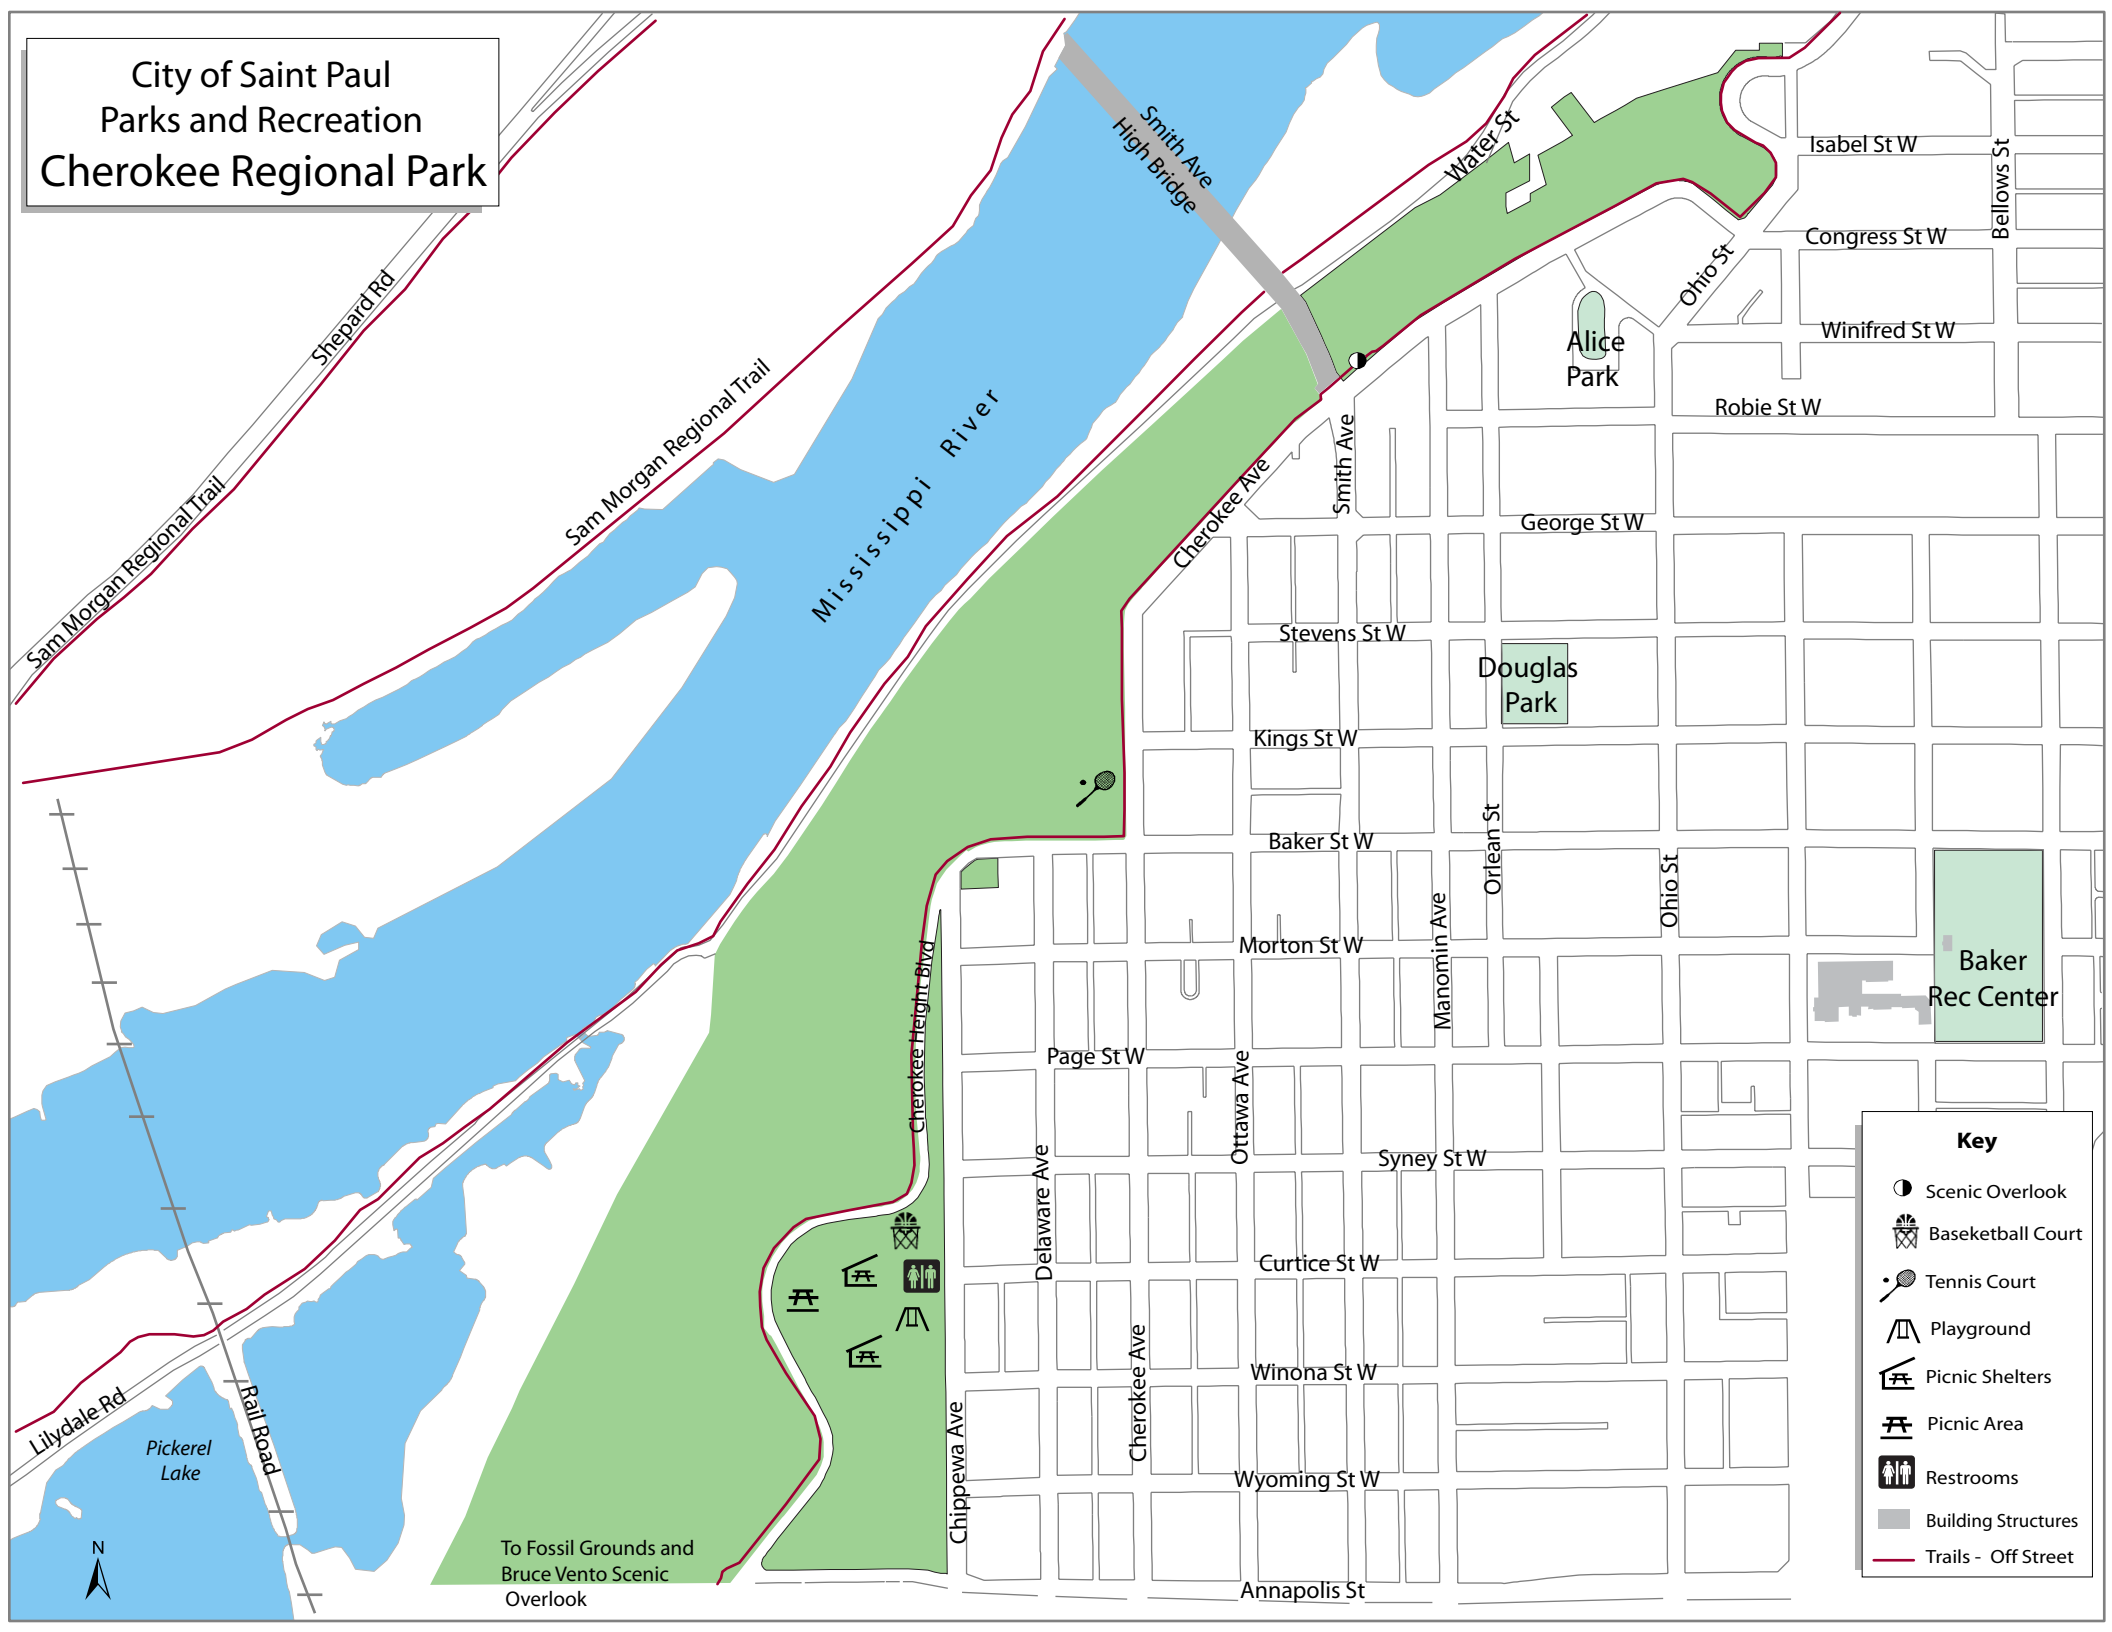 City of Saint Paul
Parks and Recreation
Cherokee Regional Park
Smith Ave
High Bridge
Water St
Isabel St W
Bellows St
Congress St W
Ohio St
Shepard Rd
Winifred St W
Alice
Park
Sam Morgan Regional Trail
Mississippi River
Robie St W
Smith Ave
Cherokee Ave
Sam Morgan Regional Trail
George St W
Stevens St W
Douglas
Park
Kings St W
Baker St W
Orlean St
Ohio St
Morton St W
Manomin Ave
Baker
Rec Center
Cherokee Height Blvd
Page St W
Ottawa Ave
Syney St W
Delaware Ave
Curtice St W
Cherokee Ave
Winona St W
Chippewa Ave
Wyoming St W
Annapolis St
Lilydale Rd
Rail Road
Pickerel
Lake
N
To Fossil Grounds and
Bruce Vento Scenic
Overlook
Key
Scenic Overlook
Baseketball Court
Tennis Court
Playground
Picnic Shelters
Picnic Area
Restrooms
Building Structures
Trails - Off Street